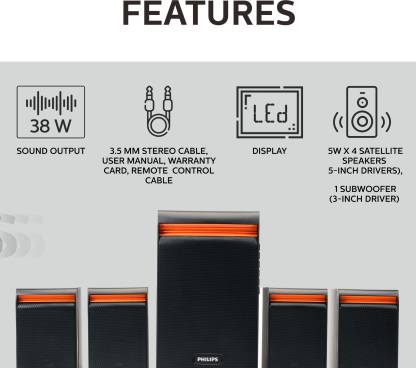 FEATURES
38 W
LEd
SOUND OUTPUT
3.5 MM STEREO CABLE,
USER MANUAL, WARRANTY
CARD, REMOTE CONTROL
CABLE
DISPLAY
5W X 4 SATELLITE
SPEAKERS
5-INCH DRIVERS),
1 SUBWOOFER
(3-INCH DRIVER)
PHILIPS